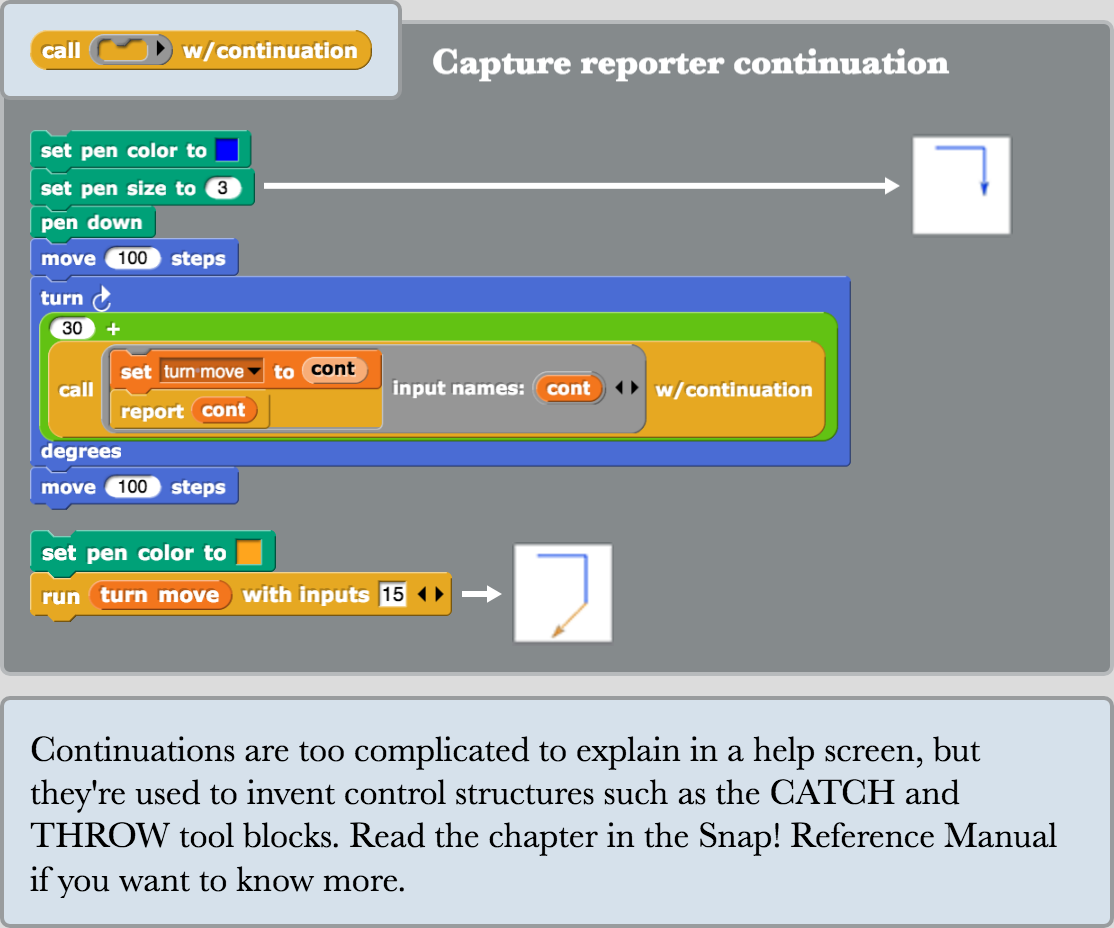 call w/continuation
Capture reporter continuation
set pen color to
set pen size to 3
pen down
move 100 steps
turn
30 +
call set turn move to cont
report cont
input names: cont w/continuation
degrees
move 100 steps
set pen color to
run turn move with inputs 15
Continuations are too complicated to explain in a help screen, but
they're used to invent control structures such as the CATCH and
THROW tool blocks. Read the chapter in the Snap! Reference Manual
if you want to know more.